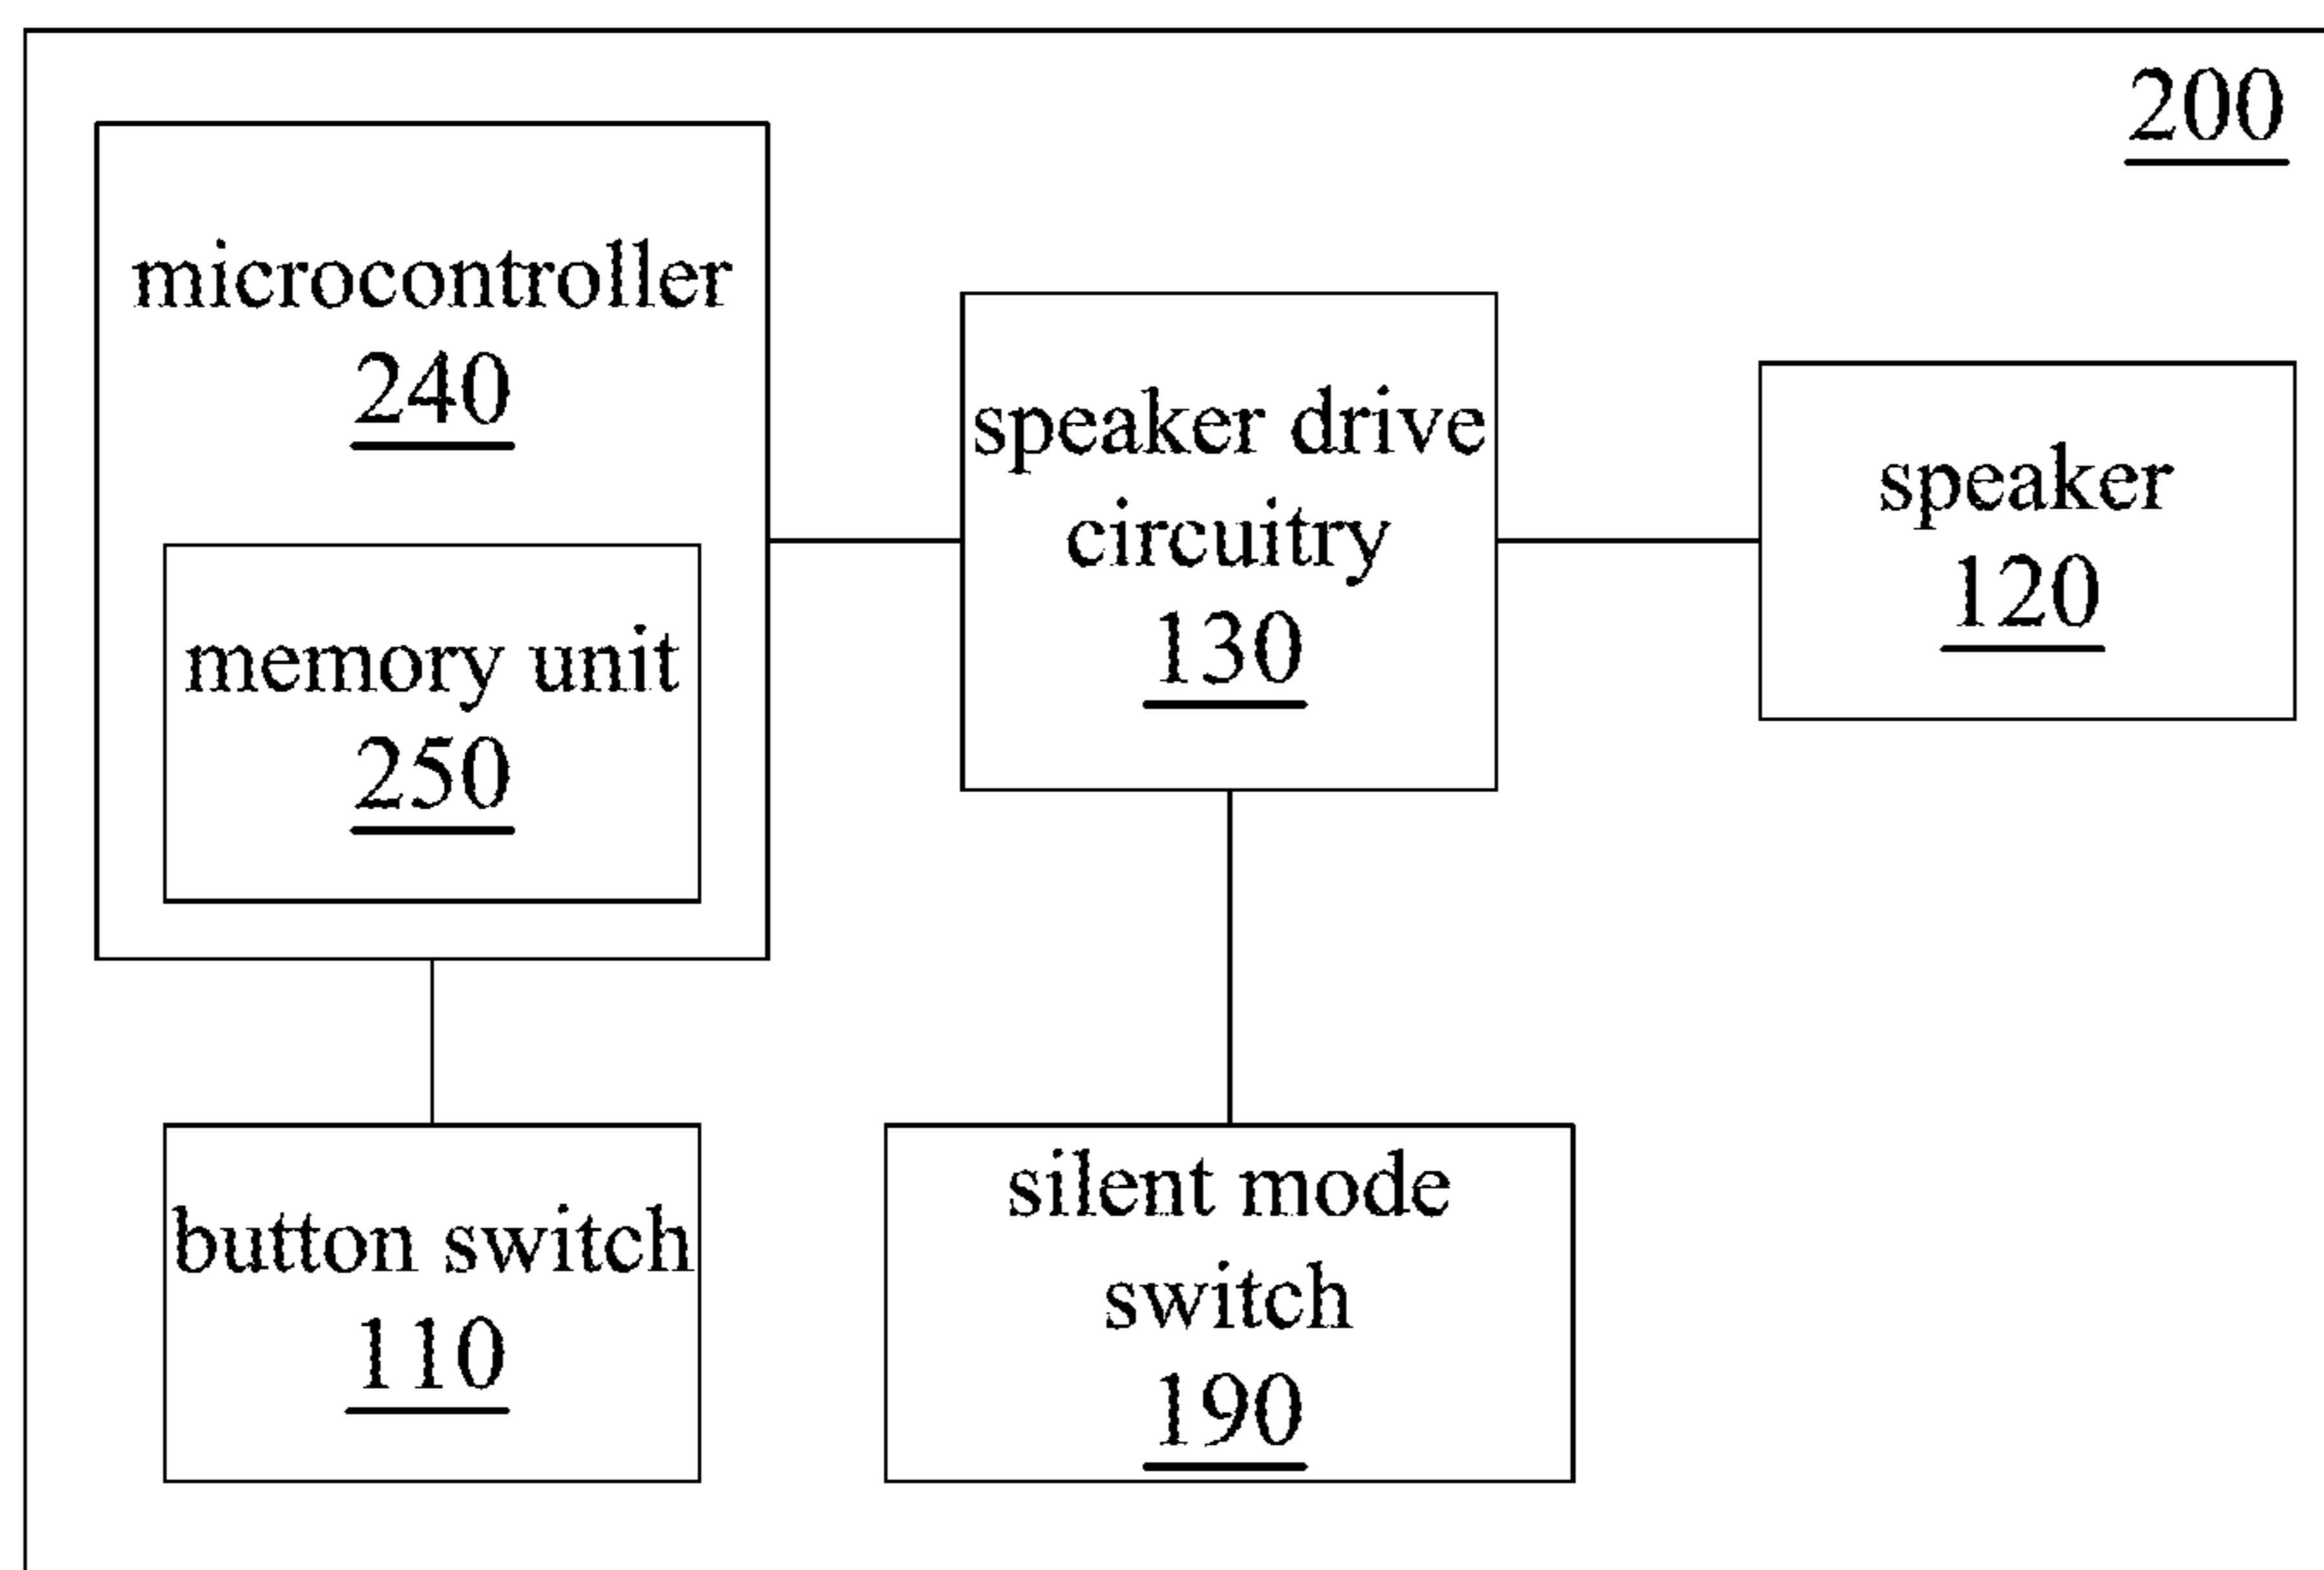 200
microcontroller
240
memory unit
250
speaker drive
circuitry
130
speaker
120
button switch
110
silent mode
switch
190